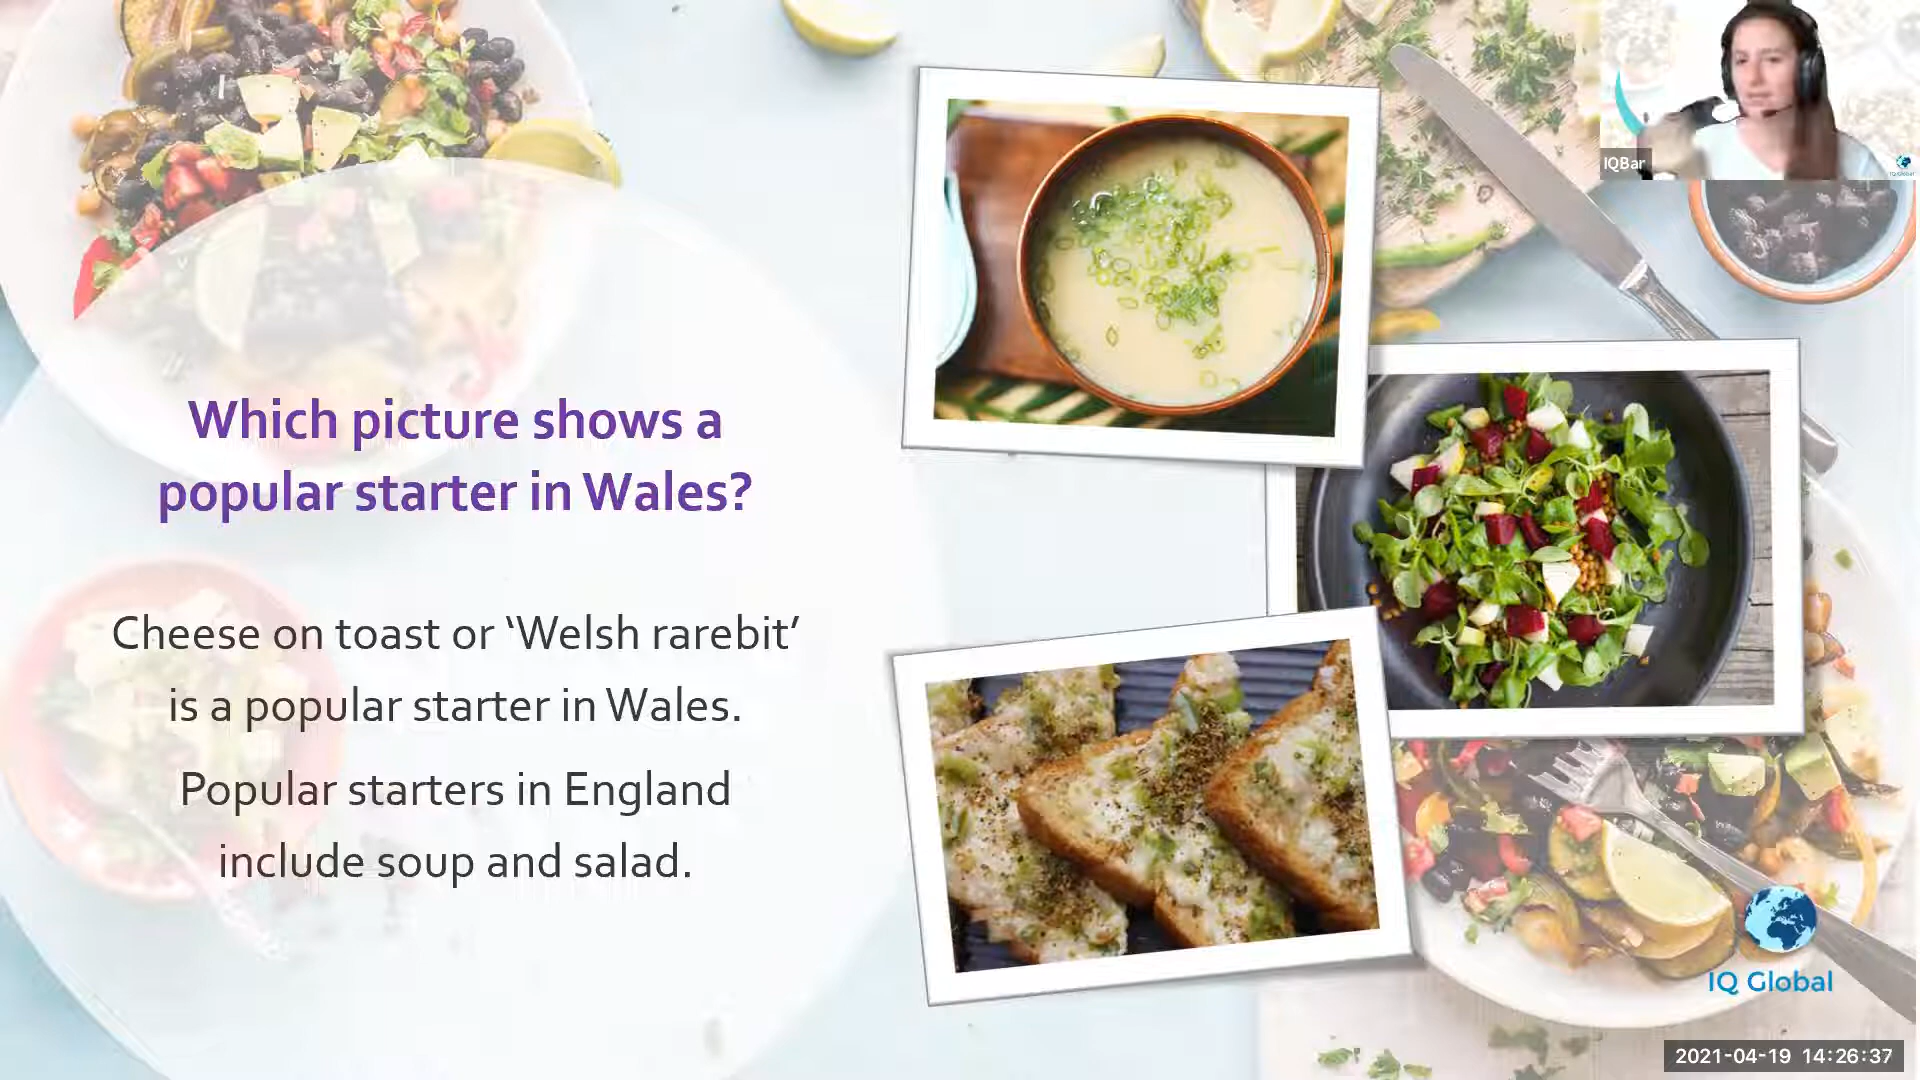 IQBar
Which picture shows a
popular starter in Wales?
Cheese on toast or ‘Welsh rarebit’
is a popular starter in Wales.
Popular starters in England
include soup and salad.
IQ Global
2021-04-19 14:26:37